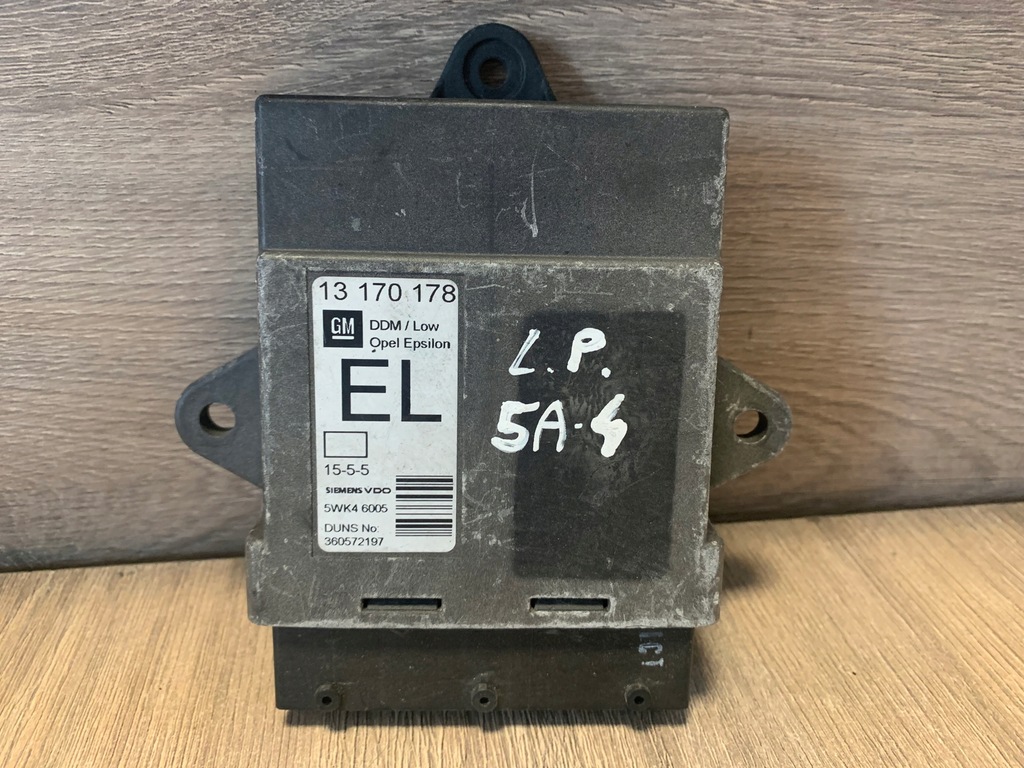 13 170 178
GM
DDM / Low
Opel Epsilon
EL
15-5-5
SIEMENS VDO
5WK4 6005
DUNS No:
360572197
L.P.
5A-4